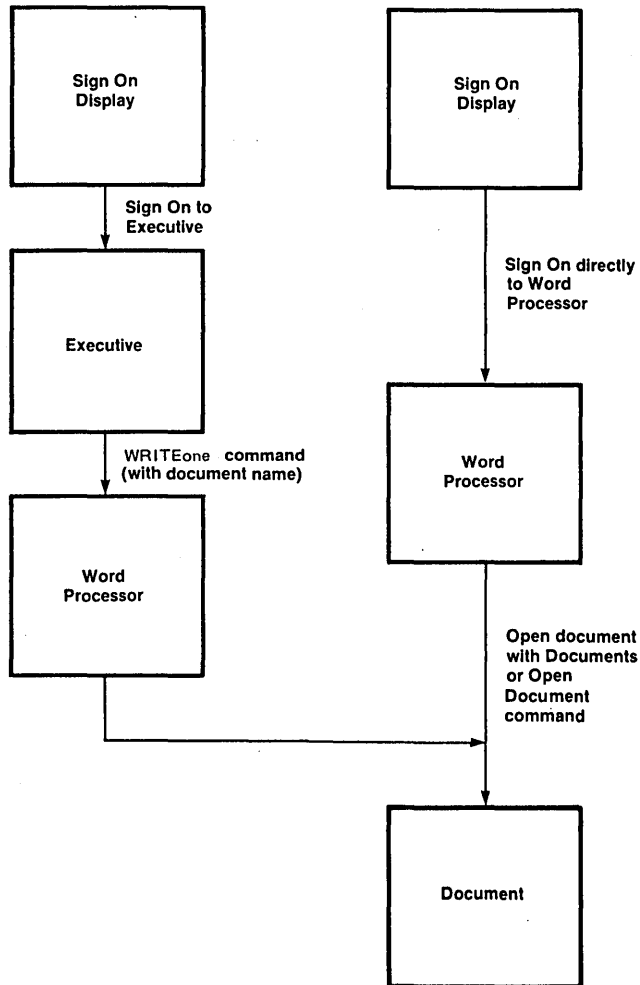 Sign On
Display
Sign On to
Executive
Executive
WRITEone command
(with document name)
Word
Processor
Sign On
Display
Sign On directly
to Word
Processor
Word
Processor
Open document
with Documents
or Open
Document
command
Document